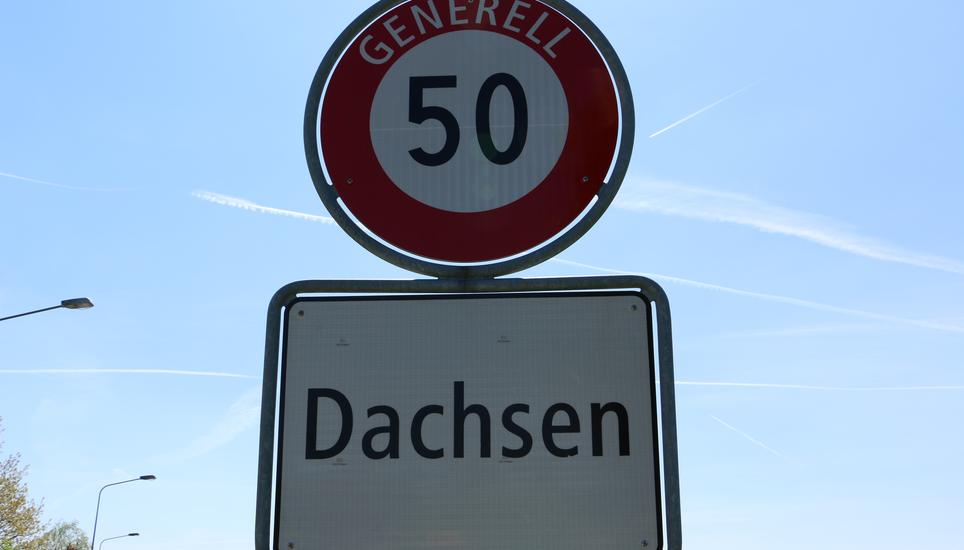 GENERELL
50
Dachsen